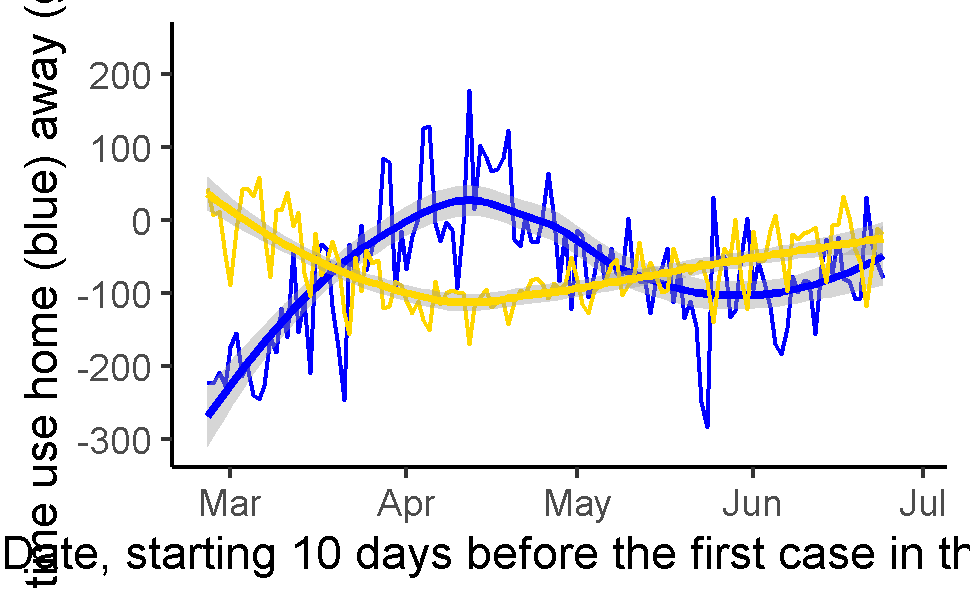 time use home (blue) away (
200
100
0
-100
-200
-300
Mar Apr May Jun Jul
Date, starting 10 days before the first case in th